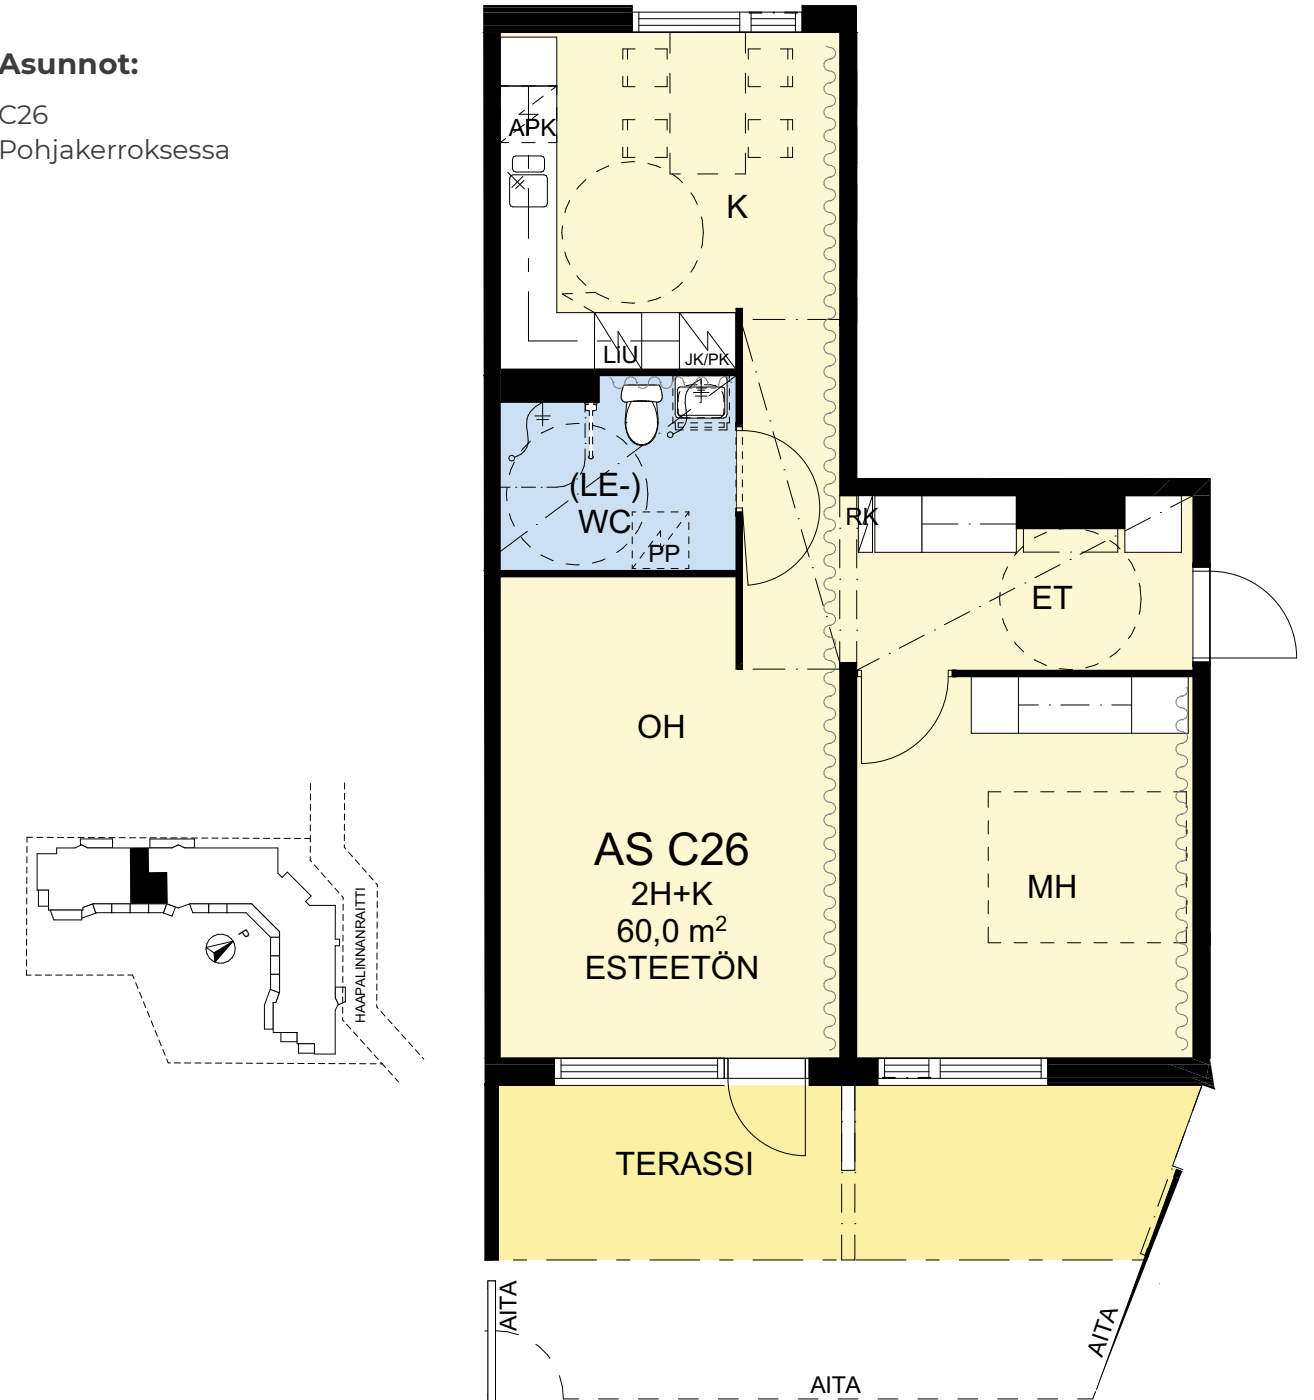 Asunnot:
C26
Pohjakerroksessa
APK
K
LiU
JK/PK
(LE-)
WC
PP
RK
ET
OH
AS C26
2H+K
60,0 m²
ESTEETÖN
MH
P
HAAPALINNANRAITTI
TERASSI
AITA
AITA
AITA